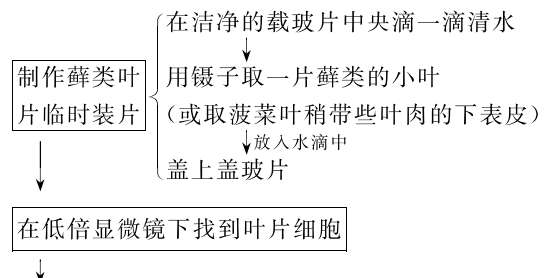 在洁净的载玻片中央滴一滴清水
制作藓类叶
片临时装片
用镊子取一片藓类的小叶
(或取菠菜叶稍带些叶肉的下表皮)
放入水滴中
盖上盖玻片
在低倍显微镜下找到叶片细胞